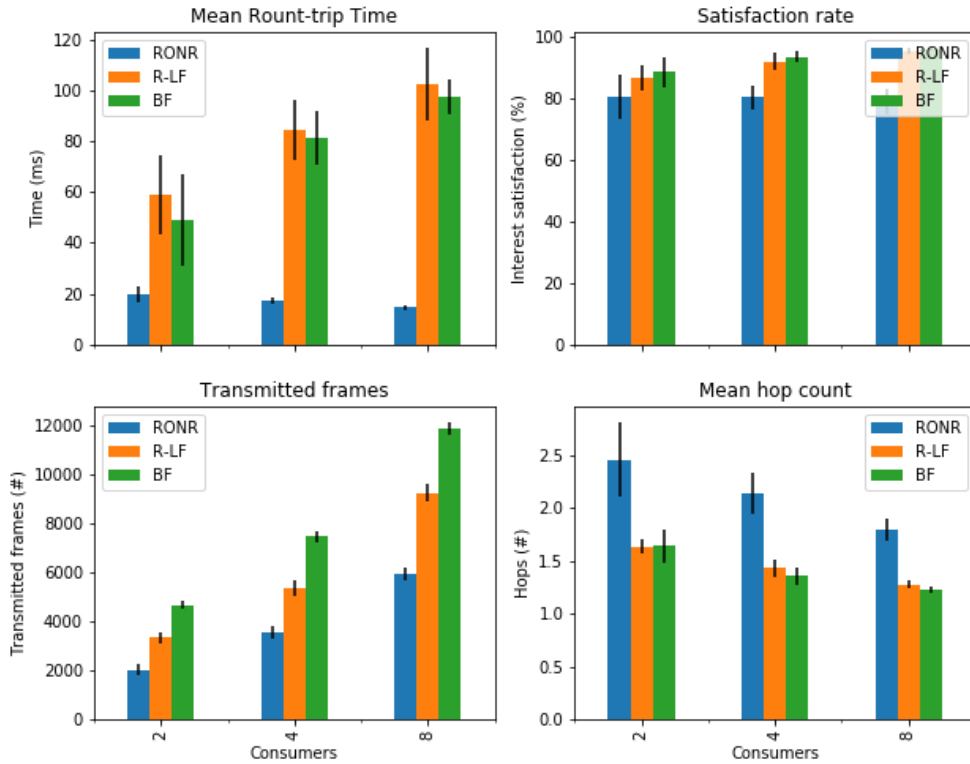 Mean Rount-trip Time
120
100
80
60
40
20
0
Time (ms)
RONR
R-LF
BF
Satisfaction rate
100
80
60
40
20
0
Interest satisfaction (%)
RONR
R-LF
BF
Transmitted frames
12000
10000
8000
6000
4000
2000
0
Transmitted frames (#)
RONR
R-LF
BF
2
4
8
Consumers
Mean hop count
2.5
2.0
1.5
1.0
0.5
0.0
Hops (#)
RONR
R-LF
BF
2
4
8
Consumers